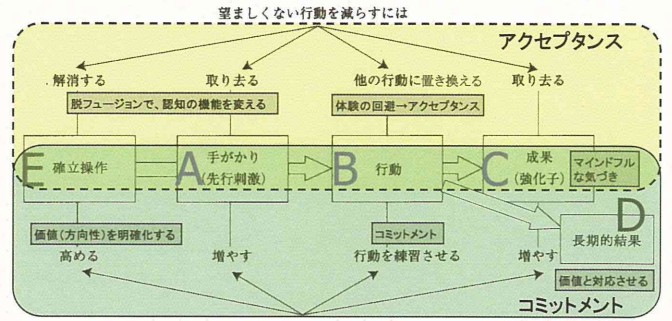 望ましくない行動を減らすには
アクセプタンス
解消する
取り去る
他の行動に置き換える
取り去る
脱フュージョンで、認知の機能を変える
体験の回避→アクセプタンス
E
確立操作
A
手がかり
(先行刺激)
B
行動
C
成果
(強化子)
マインドフル
な気づき
D
長期的結果
価値(方向性)を明確化する
コミットメント
高める
増やす
行動を練習させる
増やす
価値と対応させる
コミットメント